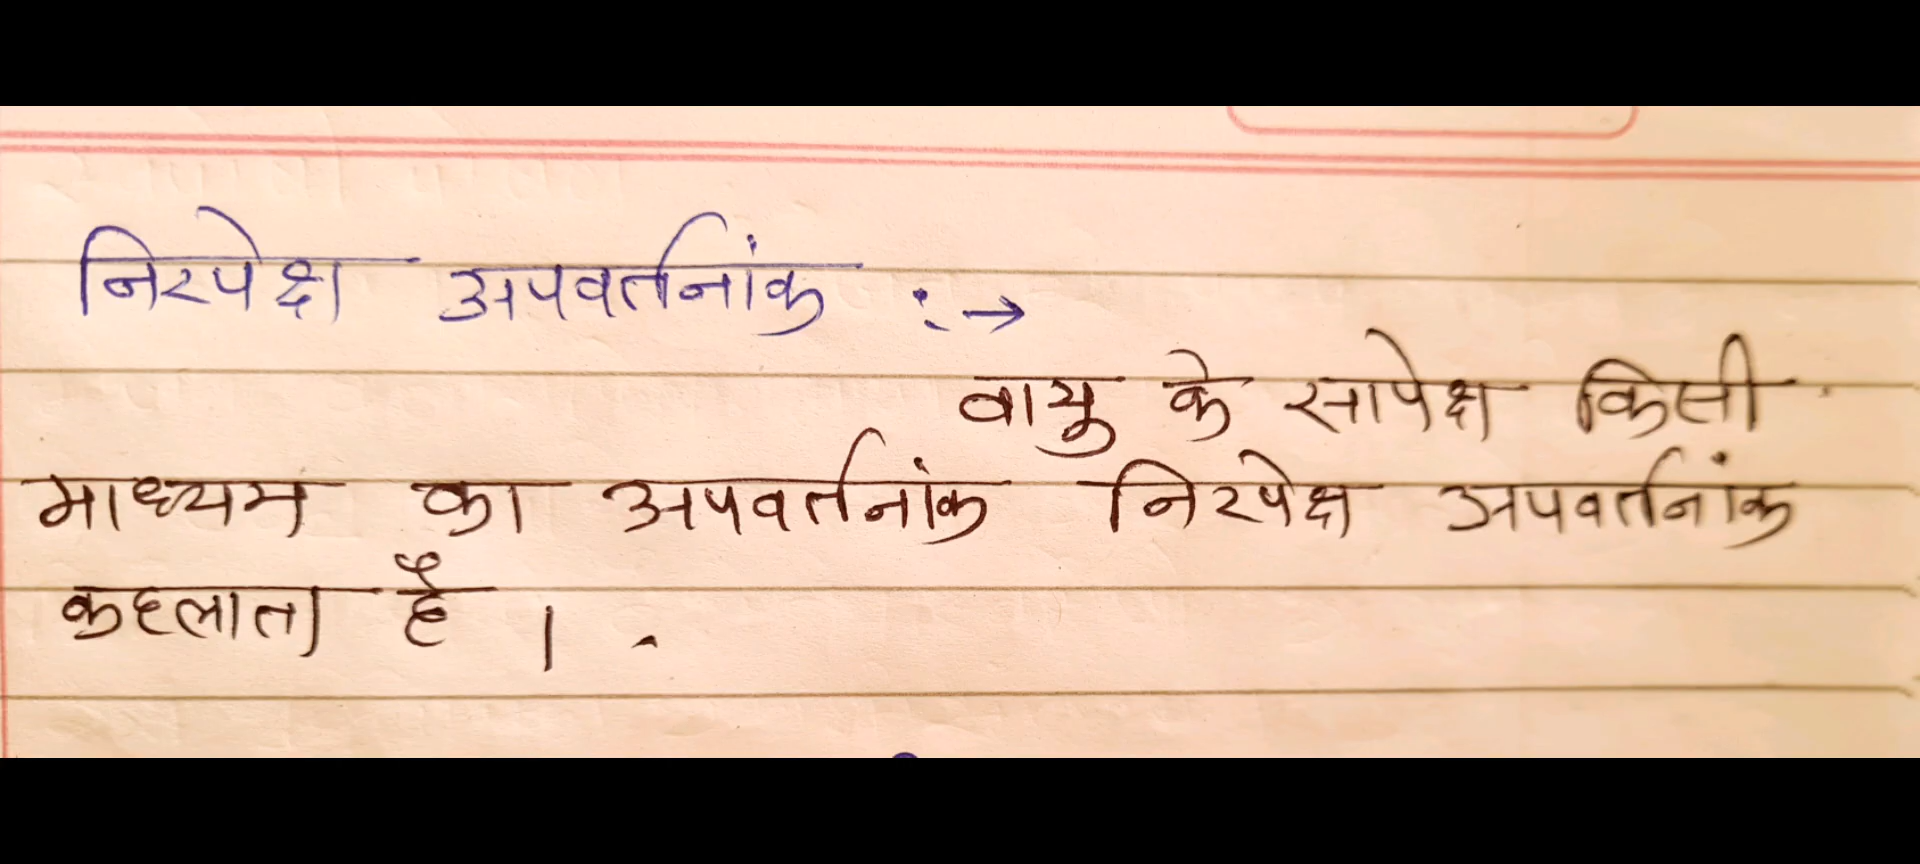 निरपेक्ष अपवर्तनांक :→
वायु के सापेक्ष किसी
माध्यम का अपवर्तनांक निरपेक्ष अपवर्तनांक
कहलाता है ।